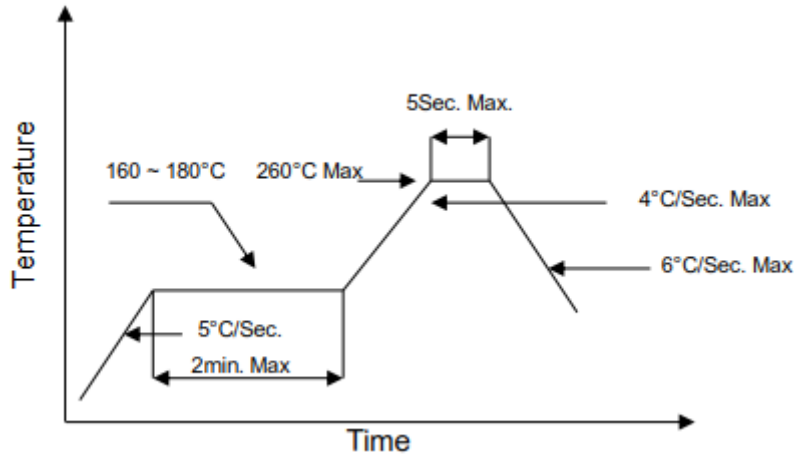 5Sec. Max.
160 ~ 180°C
260°C Max
4°C/Sec. Max
6°C/Sec. Max
5°C/Sec.
2min. Max
Temperature
Time